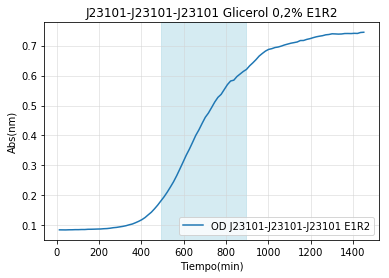 J23101-J23101-J23101 Glicerol 0,2% E1R2
Abs(nm)
0.7
0.6
0.5
0.4
0.3
0.2
0.1
OD J23101-J23101-J23101 E1R2
0 200 400 600 800 1000 1200 1400
Tiempo(min)